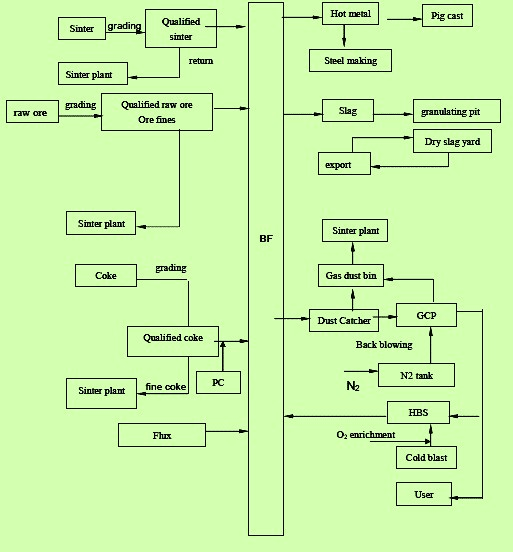 Sinter
grading
Qualified
sinter
return
Sinter plant
raw ore
grading
Qualified raw ore
Ore fines
Sinter plant
Coke
grading
Qualified coke
Sinter plant
fine coke
PC
Flux
BF
Hot metal
Pig cast
Steel making
Slag
granulating pit
Dry slag yard
export
Sinter plant
Gas dust bin
Dust Catcher
GCP
Back blowing
N2 tank
N₂
HBS
O₂ enrichment
Cold blast
User